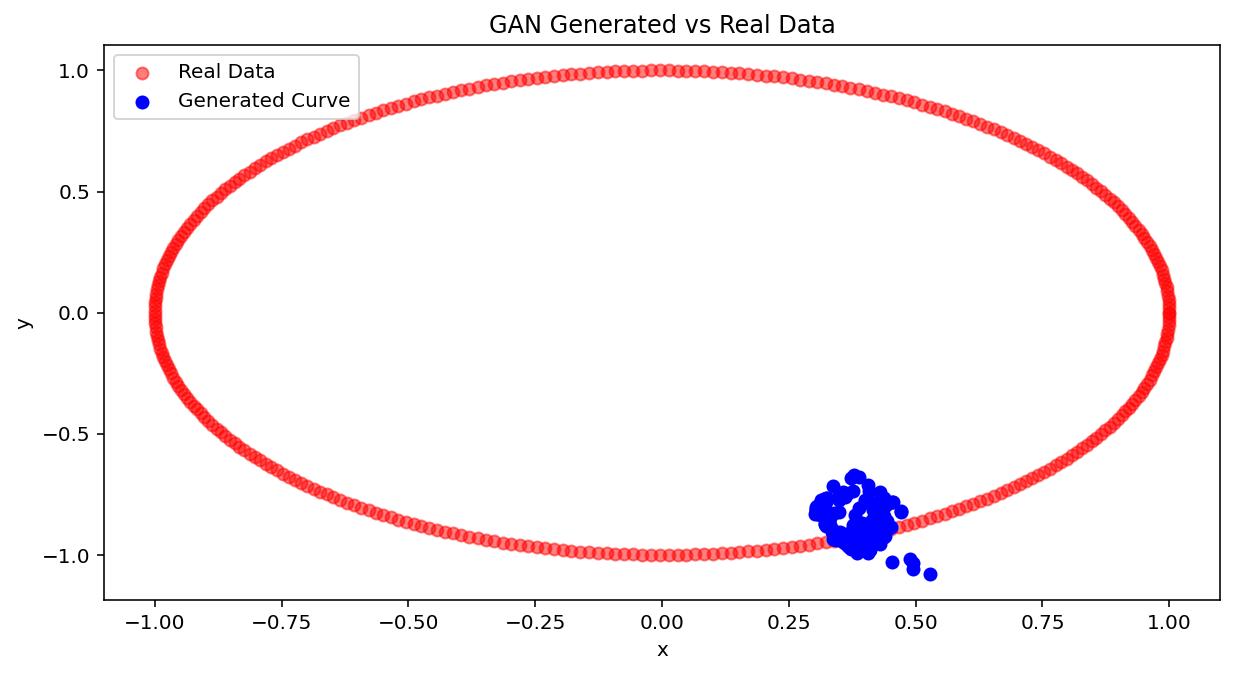 GAN Generated vs Real Data
Real Data
Generated Curve
1.0
0.5
0.0
−0.5
−1.0
y
−1.00 −0.75 −0.50 −0.25 0.00 0.25 0.50 0.75 1.00
x